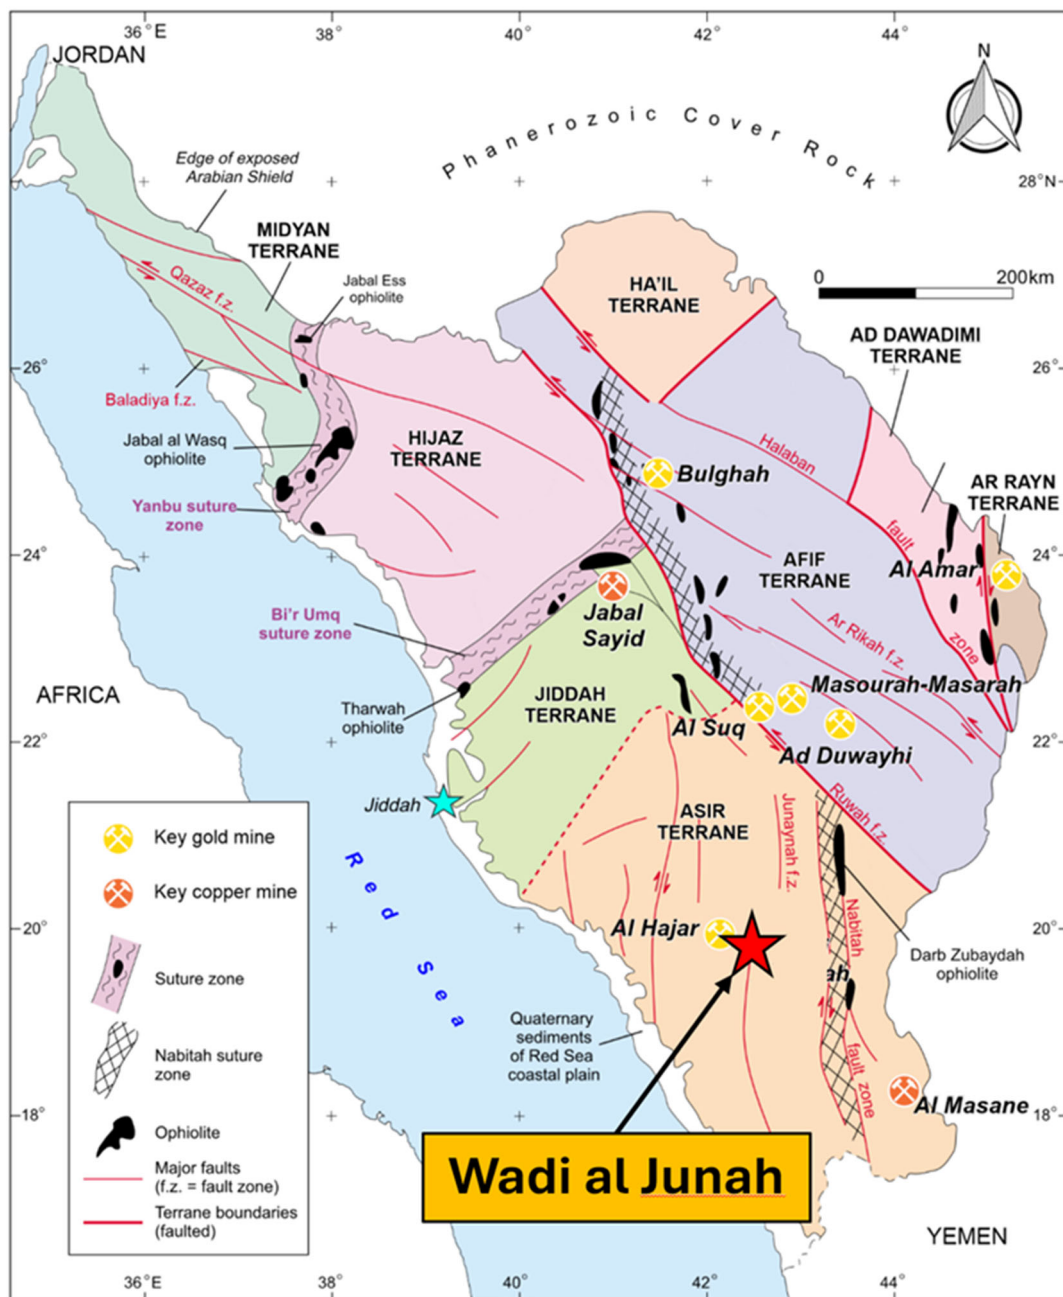 36°E
38°
40°
42°
44°
JORDAN
N
Phanerozoic Cover Rock
28°N
Edge of exposed
Arabian Shield
MIDYAN
TERRANE
Jabal Ess
ophiolite
Qazaz f.z.
HA'IL
TERRANE
0
200km
AD DAWADIMI
TERRANE
26°
26°
Baladiya f.z.
Jabal al Wasq
ophiolite
HIJAZ
TERRANE
Halaban
Bulghah
AR RAYN
TERRANE
Yanbu suture
zone
fault
24°
24°
AFIF
TERRANE
Al Amar
Jabal
Sayid
Bi'r Umq
suture zone
Ar Rikah f.z.
zone
AFRICA
Masourah-Masarah
JIDDAH
TERRANE
Tharwah
ophiolite
Al Suq
22°
22°
Ad Duwayhi
Jiddah
ASIR
TERRANE
Junaynah f.z.
Ruwah f.z.
Key gold mine
Key copper mine
Red Sea
20°
20°
Al Hajar
Nabitah
Darb Zubaydah
ophiolite
ah
Suture zone
Quaternary
sediments
of Red Sea
coastal plain
Nabitah suture
zone
fault zone
18°
18°
Al Masane
Ophiolite
Major faults
(f.z. = fault zone)
Terrane boundaries
(faulted)
Wadi al Junah
YEMEN
36°E
38°
40°
42°
44°